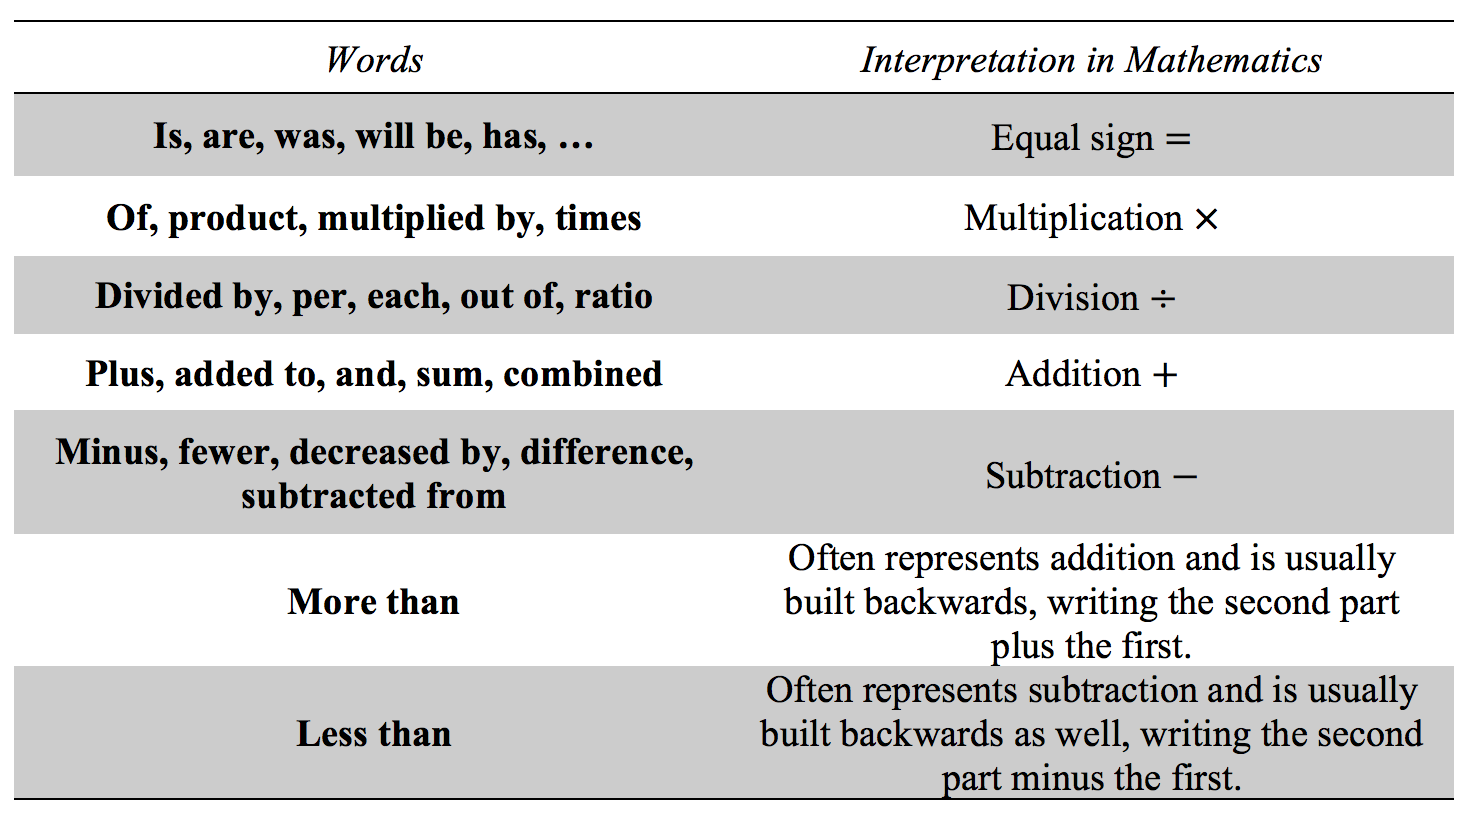 Words
Interpretation in Mathematics
Is, are, was, will be, has, …
Equal sign =
Of, product, multiplied by, times
Multiplication ×
Divided by, per, each, out of, ratio
Division ÷
Plus, added to, and, sum, combined
Addition +
Minus, fewer, decreased by, difference,
subtracted from
Subtraction −
More than
Often represents addition and is usually
built backwards, writing the second part
plus the first.
Less than
Often represents subtraction and is usually
built backwards as well, writing the second
part minus the first.